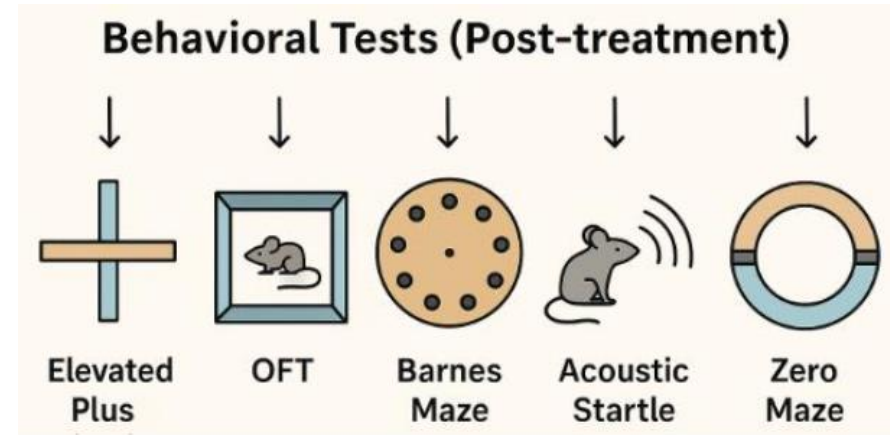 Behavioral Tests (Post-treatment)
Elevated
Plus
OFT
Barnes
Maze
Acoustic
Startle
Zero
Maze